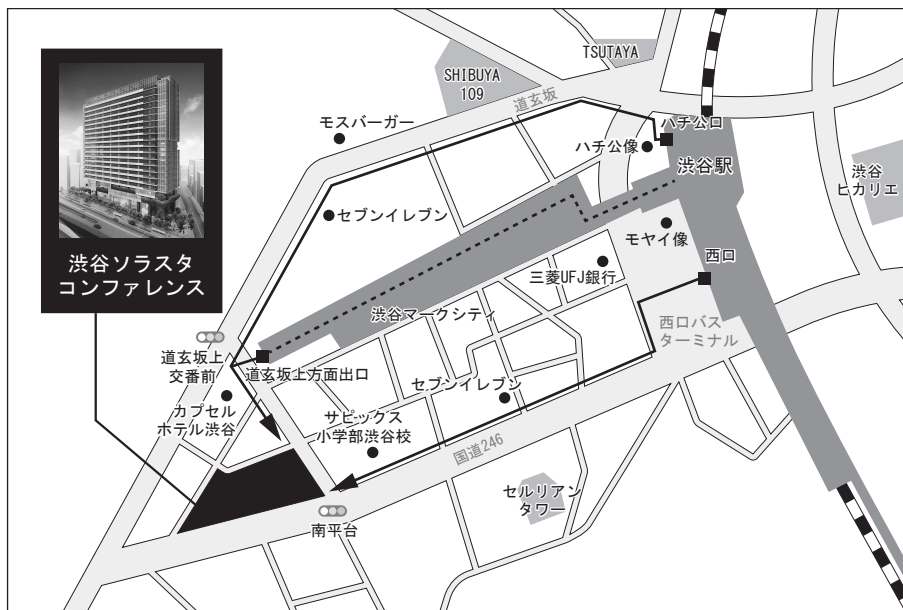 TSUTAYA
SHIBUYA
109
道玄坂
ハチ公口
モスバーガー
ハチ公像
渋谷駅
渋谷
ヒカリエ
セブンイレブン
モヤイ像
渋谷ソラスタ
コンファレンス
三菱UFJ銀行
西口
渋谷マークシティ
西口バス
ターミナル
道玄坂上
交番前
道玄坂上方面出口
セブンイレブン
カプセル
ホテル渋谷
サピックス
小学部渋谷校
国道246
セルリアン
タワー
南平台